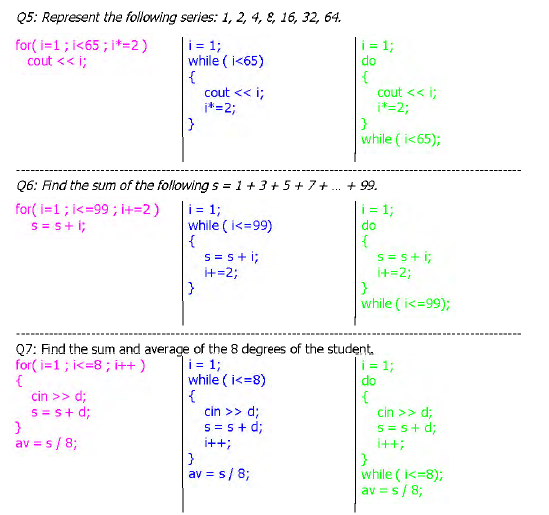 Q5: Represent the following series: 1, 2, 4, 8, 16, 32, 64.
for( i=1 ; i<65 ; i*=2 )
cout << i;
i = 1;
while ( i<65)
{
cout << i;
i*=2;
}
i = 1;
do
{
cout << i;
i*=2;
}
while ( i<65);
Q6: Find the sum of the following s = 1 + 3 + 5 + 7 + ... + 99.
for( i=1 ; i<=99 ; i+=2 )
s = s + i;
i = 1;
while ( i<=99)
{
s = s + i;
i+=2;
}
i = 1;
do
{
s = s + i;
i+=2;
}
while ( i<=99);
Q7: Find the sum and average of the 8 degrees of the student.
for( i=1 ; i<=8 ; i++ )
{
cin >> d;
s = s + d;
}
av = s / 8;
i = 1;
while ( i<=8)
{
cin >> d;
s = s + d;
i++;
}
av = s / 8;
i = 1;
do
{
cin >> d;
s = s + d;
i++;
}
while ( i<=8);
av = s / 8;